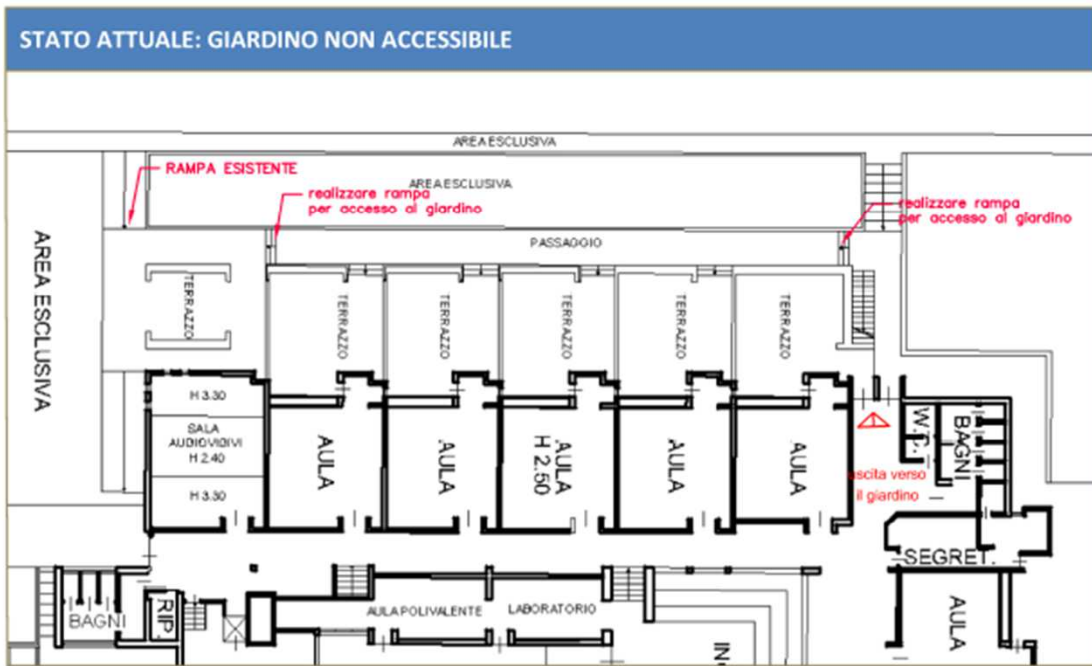 STATO ATTUALE: GIARDINO NON ACCESSIBILE
AREA ESCLUSIVA
RAMPA ESISTENTE
AREA ESCLUSIVA
realizzare rampa
per accesso al giardino
realizzare rampa
per accesso al giardino
PASSAGGIO
AREA ESCLUSIVA
TERRAZZO
TERRAZZO
TERRAZZO
TERRAZZO
TERRAZZO
TERRAZZO
H 3.30
SALA
AUDIOVIDIVI
H 2.40
H 3.30
AULA
AULA
AULA
H 2.50
AULA
AULA
W.C.
BAGNI
uscita verso
il giardino
SEGRET.
BAGNI
RIP.
AULA POLIVALENTE
LABORATORIO
AULA